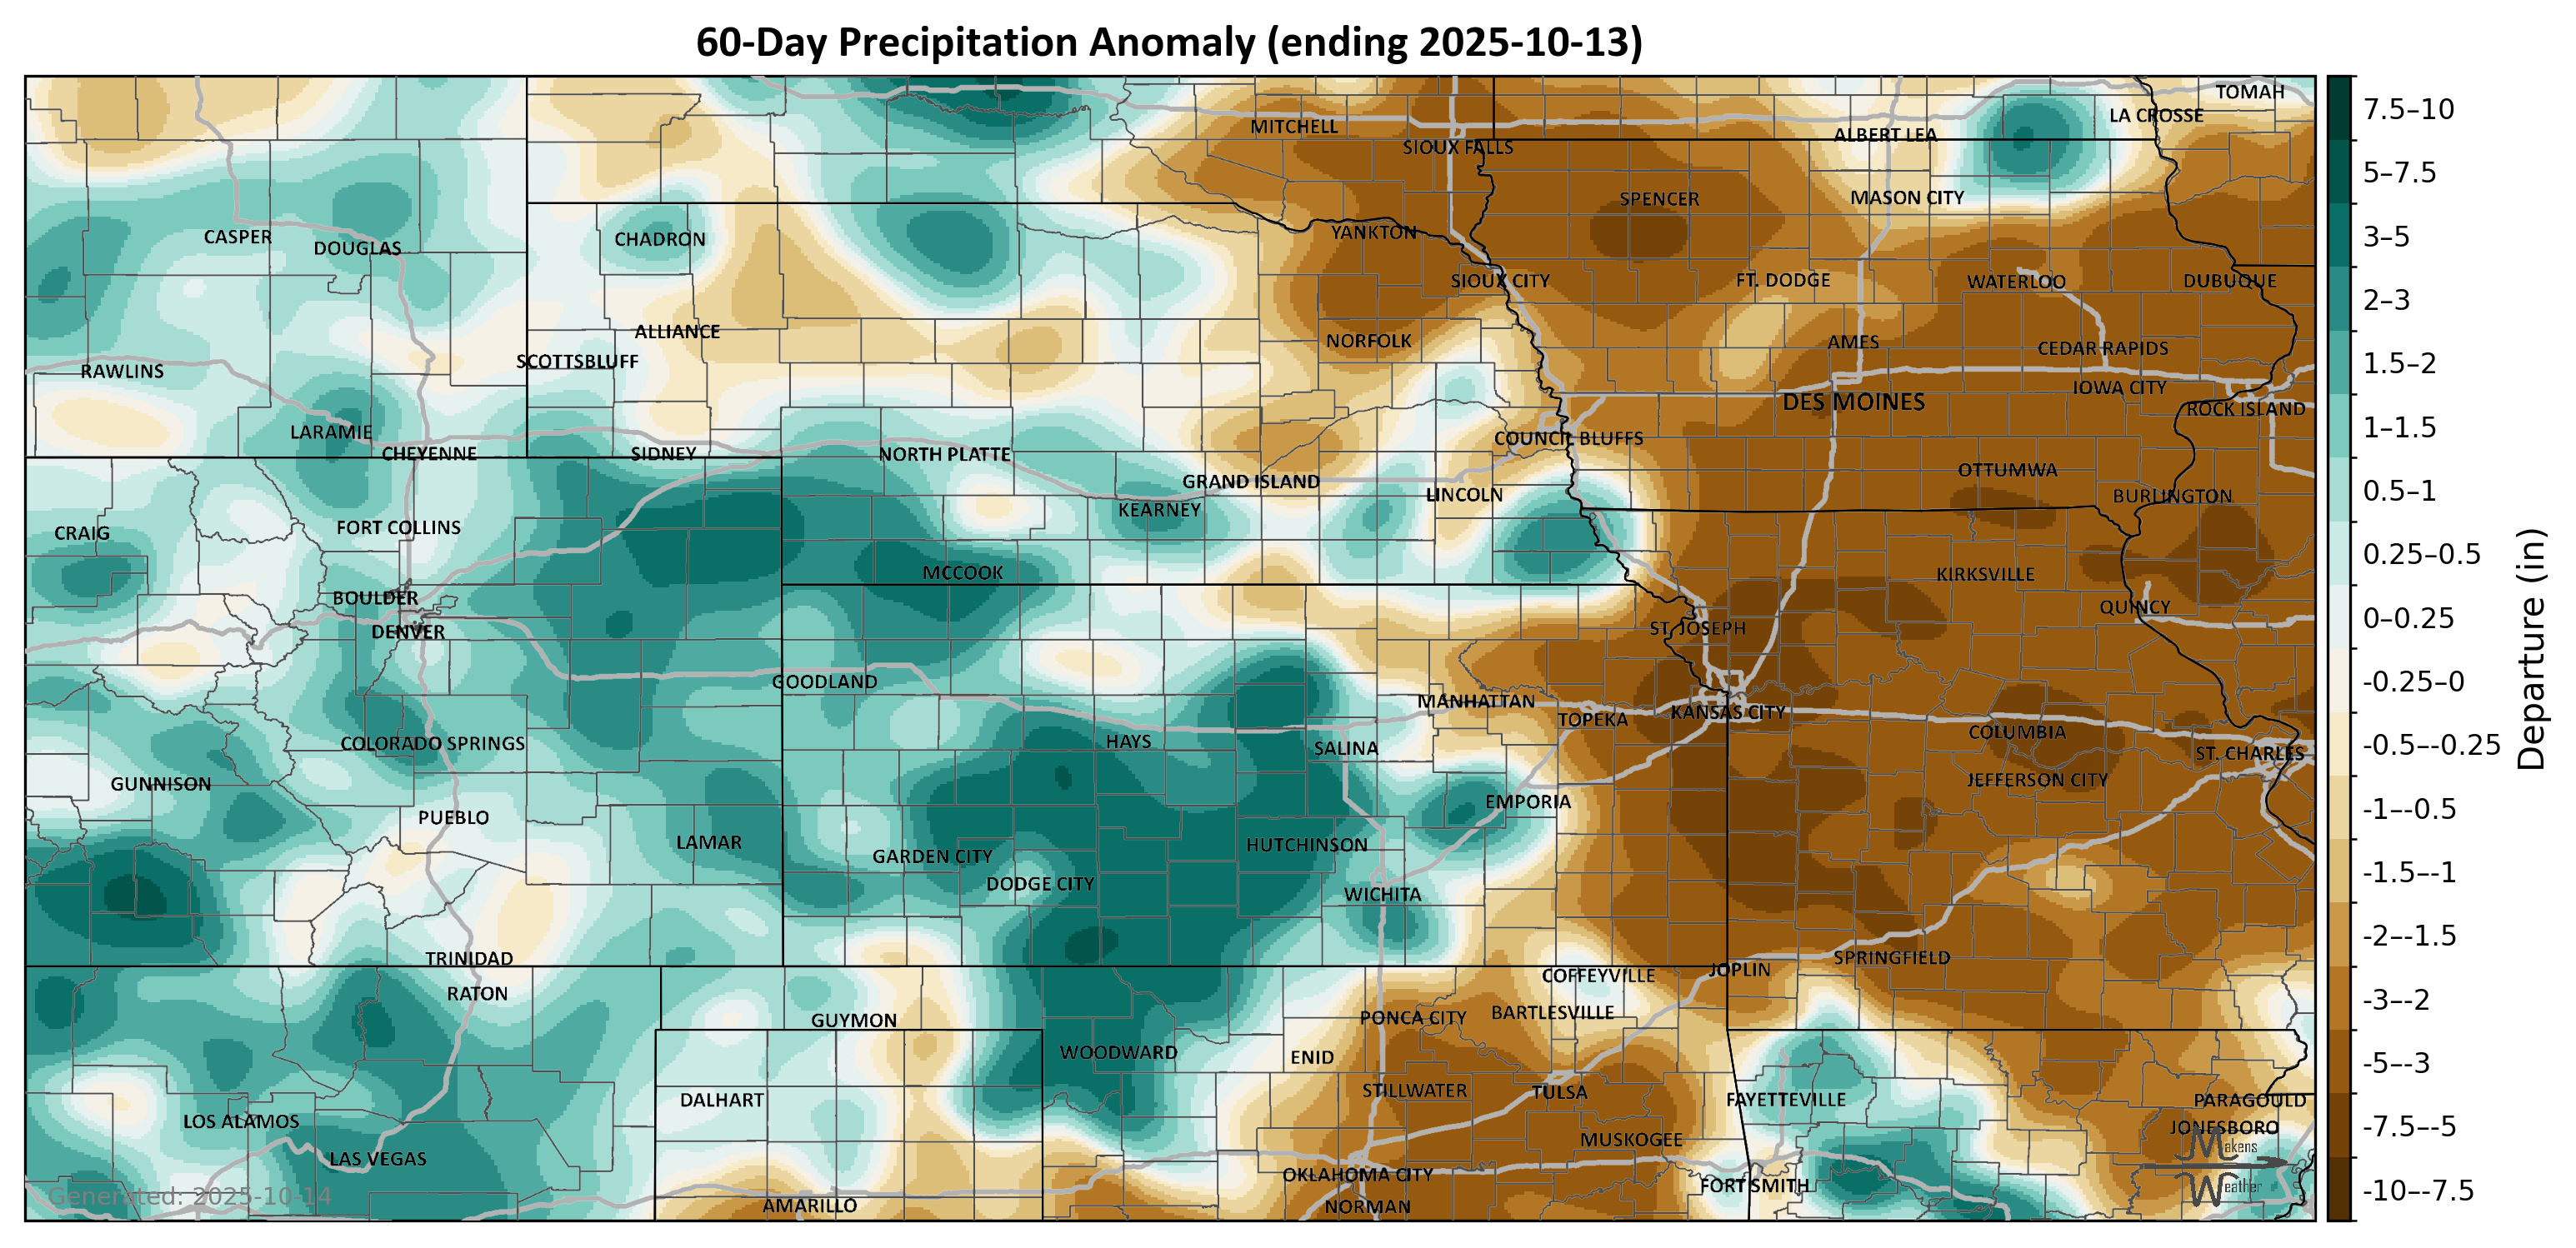 60-Day Precipitation Anomaly (ending 2025-10-13)
TOMAH
LA CROSSE
MITCHELL
ALBERT LEA
SIOUX FALLS
SPENCER
MASON CITY
YANKTON
CASPER
CHADRON
DOUGLAS
SIOUX CITY
FT. DODGE
WATERLOO
DUBUQUE
ALLIANCE
NORFOLK
AMES
CEDAR RAPIDS
SCOTTSBLUFF
RAWLINS
IOWA CITY
DES MOINES
ROCK ISLAND
LARAMIE
COUNCIL BLUFFS
CHEYENNE
SIDNEY
NORTH PLATTE
OTTUMWA
GRAND ISLAND
LINCOLN
BURLINGTON
KEARNEY
CRAIG
FORT COLLINS
MCCOOK
KIRKSVILLE
BOULDER
QUINCY
DENVER
ST. JOSEPH
GOODLAND
MANHATTAN
TOPEKA
KANSAS CITY
COLUMBIA
COLORADO SPRINGS
HAYS
SALINA
ST. CHARLES
GUNNISON
JEFFERSON CITY
EMPORIA
PUEBLO
LAMAR
HUTCHINSON
GARDEN CITY
DODGE CITY
WICHITA
TRINIDAD
SPRINGFIELD
JOPLIN
COFFEYVILLE
RATON
BARTLESVILLE
PONCA CITY
GUYMON
WOODWARD
ENID
STILLWATER
TULSA
DALHART
FAYETTEVILLE
PARAGOULD
LOS ALAMOS
JONESBORO
MUSKOGEE
LAS VEGAS
OKLAHOMA CITY
FORT SMITH
AMARILLO
NORMAN
Makens
Weather
Generated: 2025-10-14
7.5–10
5–7.5
3–5
2–3
1.5–2
1–1.5
0.5–1
0.25–0.5
0–0.25
-0.25–0
-0.5–-0.25
-1–-0.5
-1.5–-1
-2–-1.5
-3–-2
-5–-3
-7.5–-5
-10–-7.5
Departure (in)